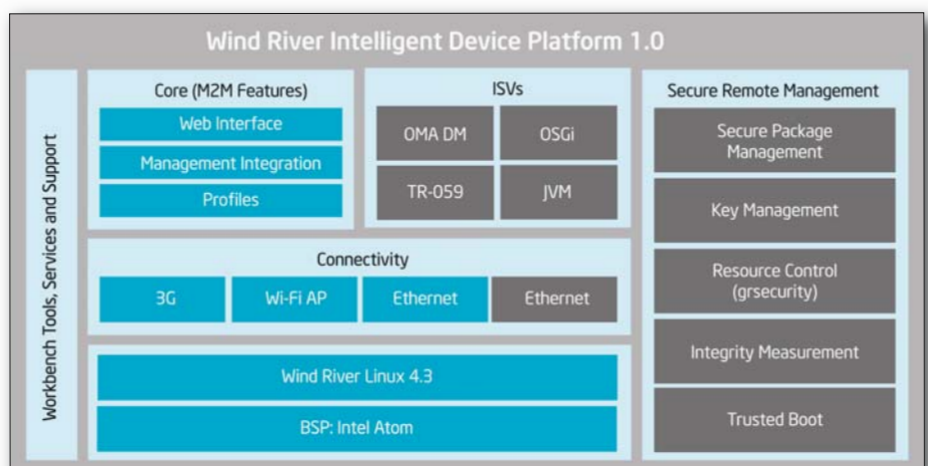 Wind River Intelligent Device Platform 1.0
Workbench Tools, Services and Support
Core (M2M Features)
Web Interface
Management Integration
Profiles
ISVs
OMA DM
OSGi
TR-059
JVM
Connectivity
3G
Wi-Fi AP
Ethernet
Ethernet
Wind River Linux 4.3
BSP: Intel Atom
Secure Remote Management
Secure Package
Management
Key Management
Resource Control
(grsecurity)
Integrity Measurement
Trusted Boot